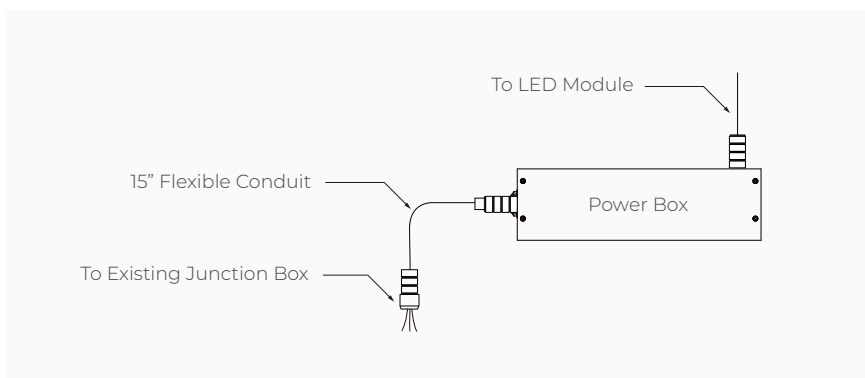 To LED Module
15” Flexible Conduit
Power Box
To Existing Junction Box